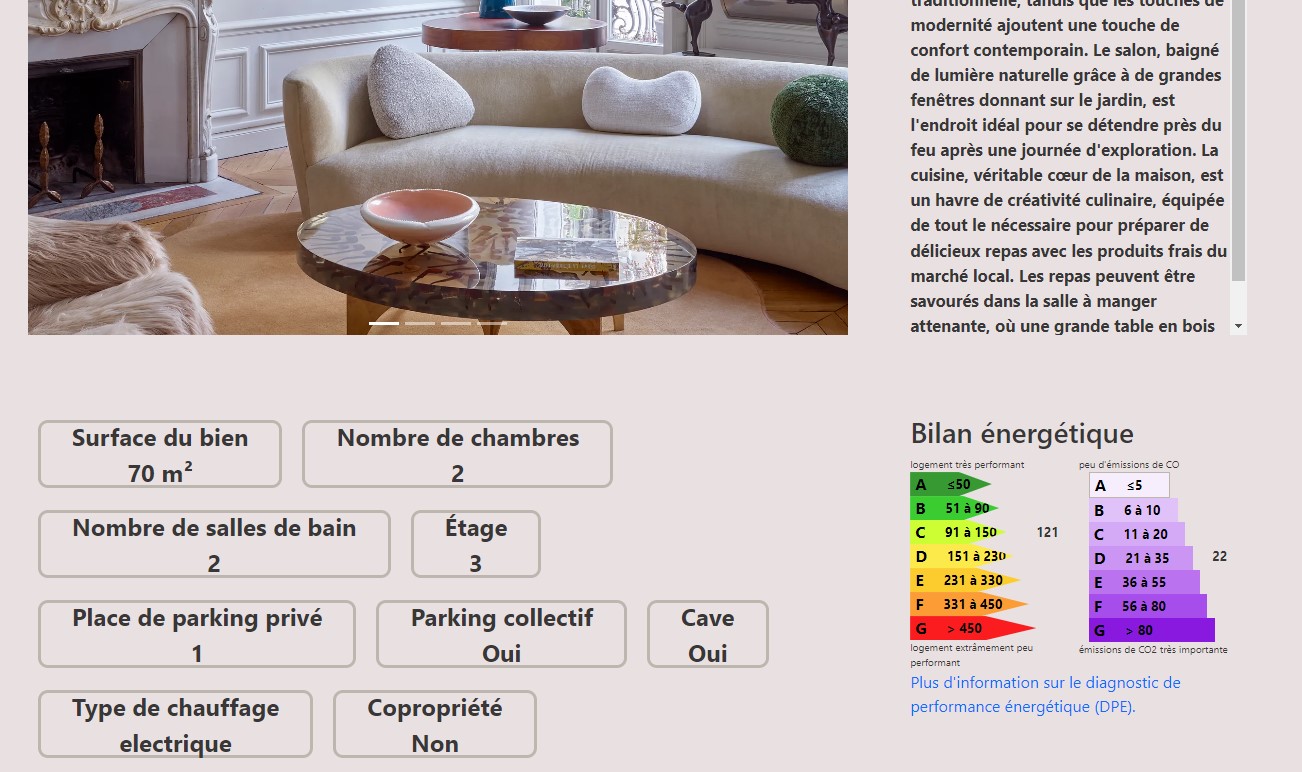 traditionnelle, tandis que les touches de
modernité ajoutent une touche de
confort contemporain. Le salon, baigné
de lumière naturelle grâce à de grandes
fenêtres donnant sur le jardin, est
l'endroit idéal pour se détendre près du
feu après une journée d'exploration. La
cuisine, véritable cœur de la maison, est
un havre de créativité culinaire, équipée
de tout le nécessaire pour préparer de
délicieux repas avec les produits frais du
marché local. Les repas peuvent être
savourés dans la salle à manger
attenante, où une grande table en bois
Surface du bien
70 m²
Nombre de chambres
2
Nombre de salles de bain
2
Étage
3
Place de parking privé
1
Parking collectif
Oui
Cave
Oui
Type de chauffage
electrique
Copropriété
Non
Bilan énergétique
logement très performant
A ≤50
B 51 à 90
C 91 à 150
121
D 151 à 230
E 231 à 330
F 331 à 450
G > 450
logement extrâmement peu
performant
peu d'émissions de CO
A ≤5
B 6 à 10
C 11 à 20
D 21 à 35
22
E 36 à 55
F 56 à 80
G > 80
émissions de CO2 très importante
Plus d'information sur le diagnostic de
performance énergétique (DPE).